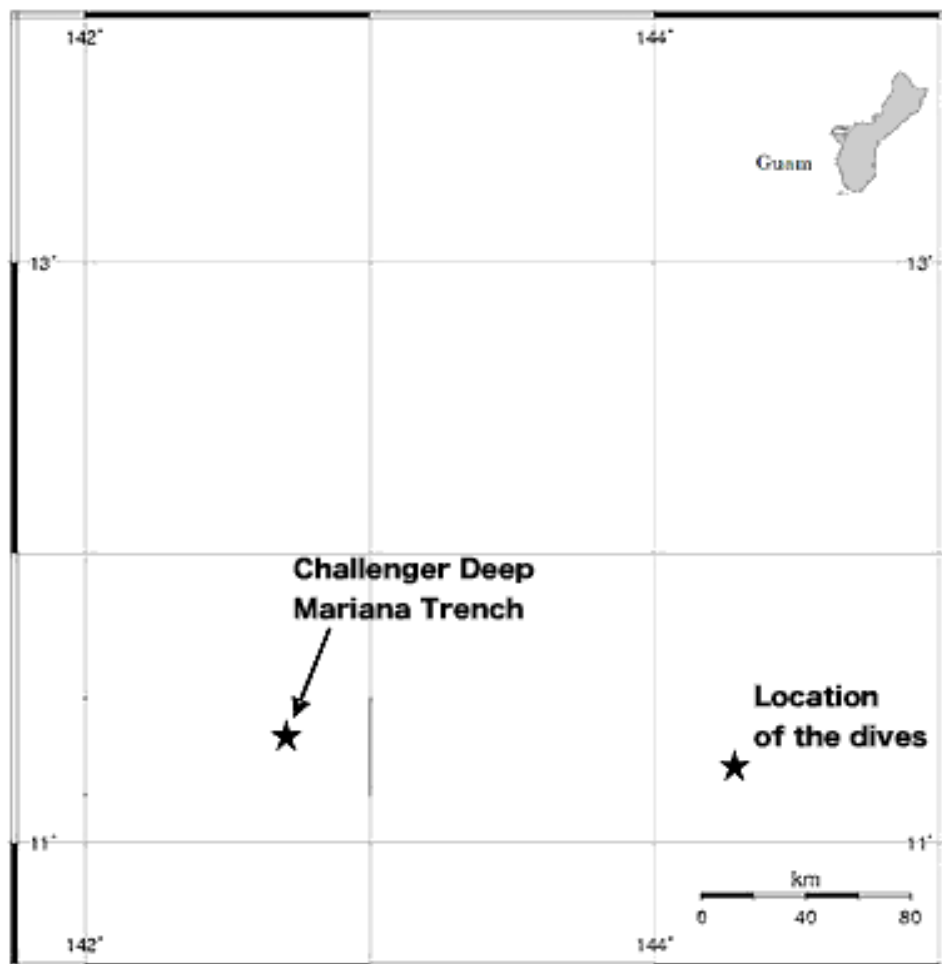 142°
144°
Guam
13°
13°
Challenger Deep
Mariana Trench
Location
of the dives
11°
11°
km
0 40 80
142°
144°